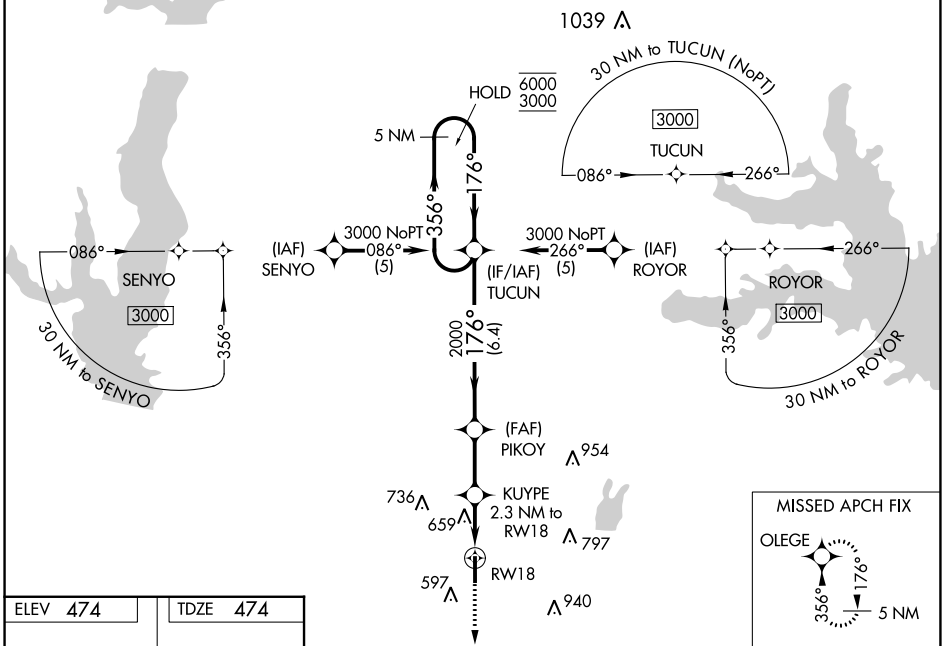 1039
30 NM to TUCUN (NoPT)
3000
TUCUN
086°
266°
HOLD 6000
3000
5 NM
176°
356°
3000 NoPT
086°
(5)
(IAF)
SENYO
(IF/IAF)
TUCUN
3000 NoPT
266°
(5)
(IAF)
ROYOR
086°
SENYO
3000
356°
30 NM to SENYO
266°
ROYOR
3000
356°
30 NM to ROYOR
2000
176°
(6.4)
(FAF)
PIKOY
954
736
659
KUYPE
2.3 NM to
RW18
797
RW18
597
940
MISSED APCH FIX
OLEGE
356°
176°
5 NM
ELEV 474
TDZE 474